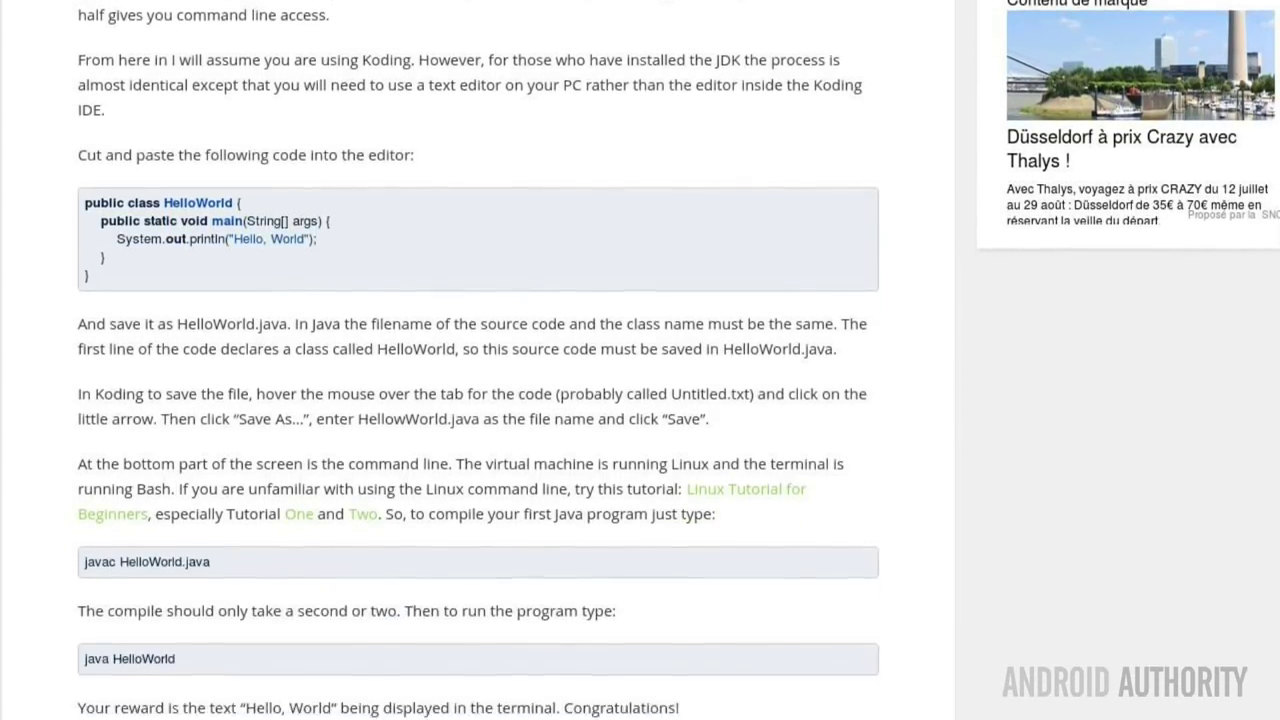 half gives you command line access.
From here in I will assume you are using Koding. However, for those who have installed the JDK the process is
almost identical except that you will need to use a text editor on your PC rather than the editor inside the Koding
IDE.
Cut and paste the following code into the editor:
public class HelloWorld {
public static void main(String[] args) {
System.out.println("Hello, World");
}
}
And save it as HelloWorld.java. In Java the filename of the source code and the class name must be the same. The
first line of the code declares a class called HelloWorld, so this source code must be saved in HelloWorld.java.
In Koding to save the file, hover the mouse over the tab for the code (probably called Untitled.txt) and click on the
little arrow. Then click “Save As…”, enter HellowWorld.java as the file name and click “Save”.
At the bottom part of the screen is the command line. The virtual machine is running Linux and the terminal is
running Bash. If you are unfamiliar with using the Linux command line, try this tutorial: Linux Tutorial for
Beginners, especially Tutorial One and Two. So, to compile your first Java program just type:
javac HelloWorld.java
The compile should only take a second or two. Then to run the program type:
java HelloWorld
Your reward is the text “Hello, World” being displayed in the terminal. Congratulations!
Contenu de marque
Düsseldorf à prix Crazy avec
Thalys !
Avec Thalys, voyagez à prix CRAZY du 12 juillet
au 29 août : Düsseldorf de 35€ à 70€ même en
réservant la veille du départ.
Proposé par la SNC
ANDROID AUTHORITY